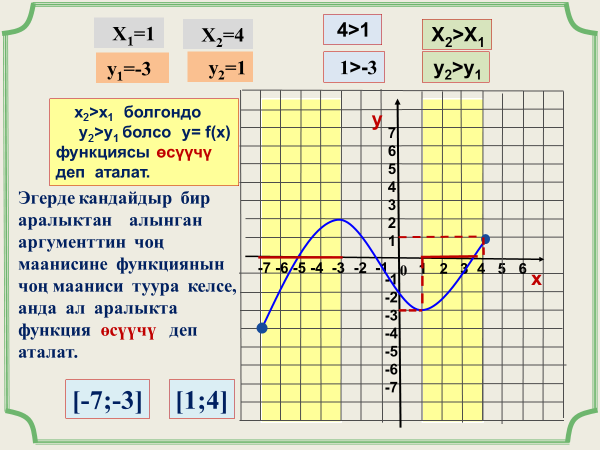 X₁=1
X₂=4
4>1
X₂>X₁
y₁=-3
y₂=1
1>-3
y₂>y₁
x₂>x₁ болгондо
y₂>y₁ болсо y= f(x)
функциясы өсүүчү
деп аталат.
Эгерде кандайдыр бир
аралыктан алынган
аргументтин чоң
маанисине функциянын
чоң мааниси туура келсе,
анда ал аралыкта
функция өсүүчү деп
аталат.
[-7;-3]
[1;4]
y
7
6
5
4
3
2
1
-7 -6 -5 -4 -3 -2 -1 0 1 2 3 4 5 6
x
-1
-2
-3
-4
-5
-6
-7